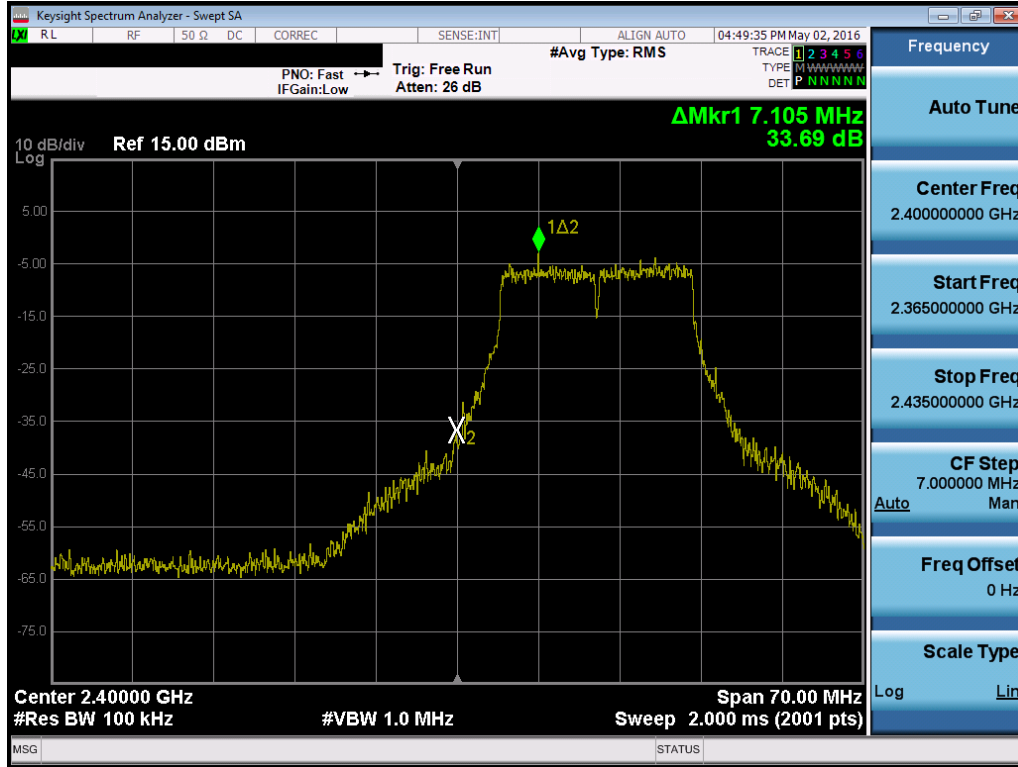 Keysight Spectrum Analyzer - Swept SA
LXI RL RF 50 Ω DC CORREC SENSE:INT ALIGN AUTO 04:49:35 PM May 02, 2016
#Avg Type: RMS TRACE 1 2 3 4 5 6
PNO: Fast Trig: Free Run TYPE M WWWWW
IFGain:Low Atten: 26 dB DET P N N N N N
ΔMkr1 7.105 MHz
33.69 dB
10 dB/div Ref 15.00 dBm
Log
5.00
1Δ2
-5.00
-15.0
-25.0
-35.0
X2
-45.0
-55.0
-65.0
-75.0
Center 2.40000 GHz Span 70.00 MHz
#Res BW 100 kHz #VBW 1.0 MHz Sweep 2.000 ms (2001 pts)
MSG STATUS
Frequency
Auto Tune
Center Freq
2.400000000 GHz
Start Freq
2.365000000 GHz
Stop Freq
2.435000000 GHz
CF Step
7.000000 MHz
Auto Man
Freq Offset
0 Hz
Scale Type
Log Lin